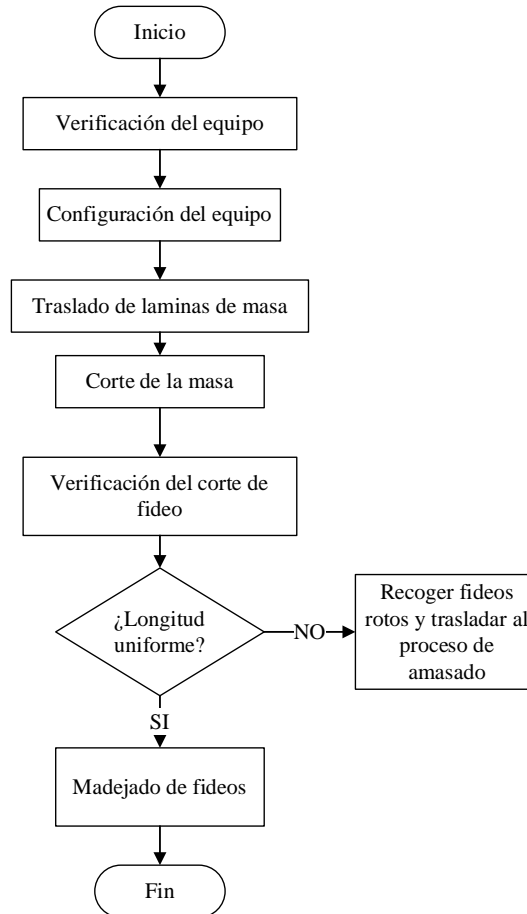 Inicio
Verificación del equipo
Configuración del equipo
Traslado de laminas de masa
Corte de la masa
Verificación del corte de
fideo
¿Longitud
uniforme?
NO
Recoger fideos
rotos y trasladar al
proceso de
amasado
SI
Madejado de fideos
Fin